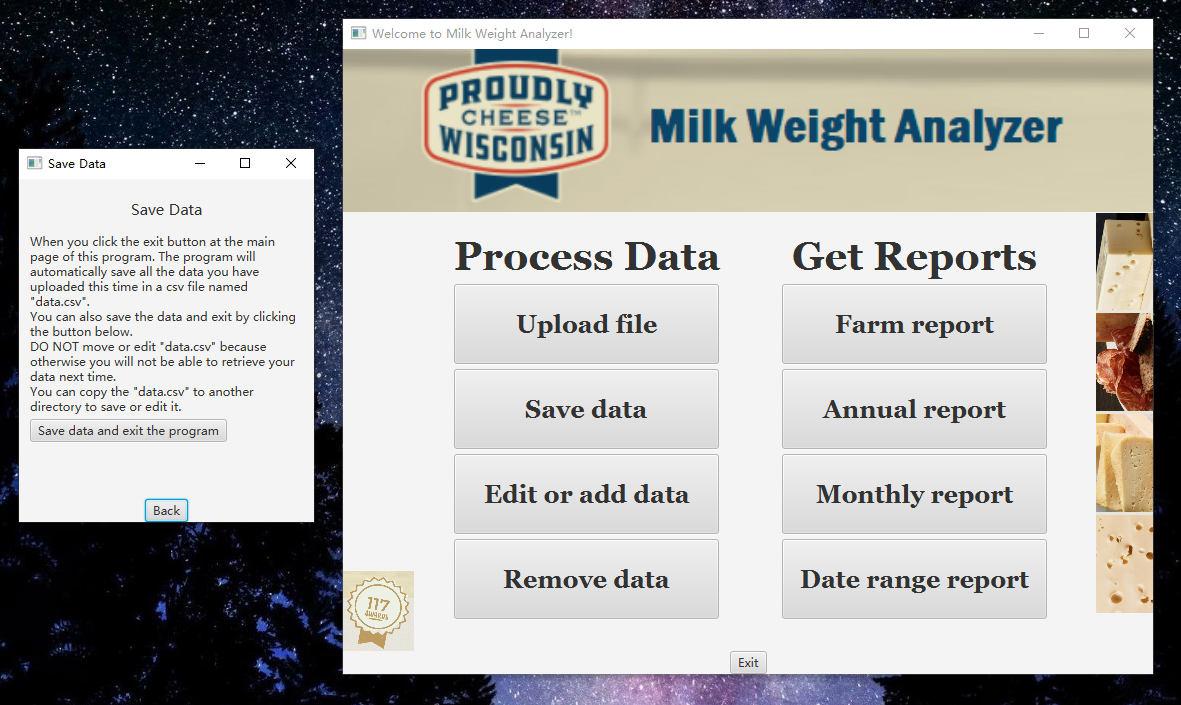 Save Data
Save Data
When you click the exit button at the main
page of this program. The program will
automatically save all the data you have
uploaded this time in a csv file named
"data.csv".
You can also save the data and exit by clicking
the button below.
DO NOT move or edit "data.csv" because
otherwise you will not be able to retrieve your
data next time.
You can copy the "data.csv" to another
directory to save or edit it.
Save data and exit the program
Back
Welcome to Milk Weight Analyzer!
PROUDLY
CHEESE™
WISCONSIN
Milk Weight Analyzer
Process Data
Upload file
Save data
Edit or add data
Remove data
Get Reports
Farm report
Annual report
Monthly report
Date range report
117
AWARDS
Exit